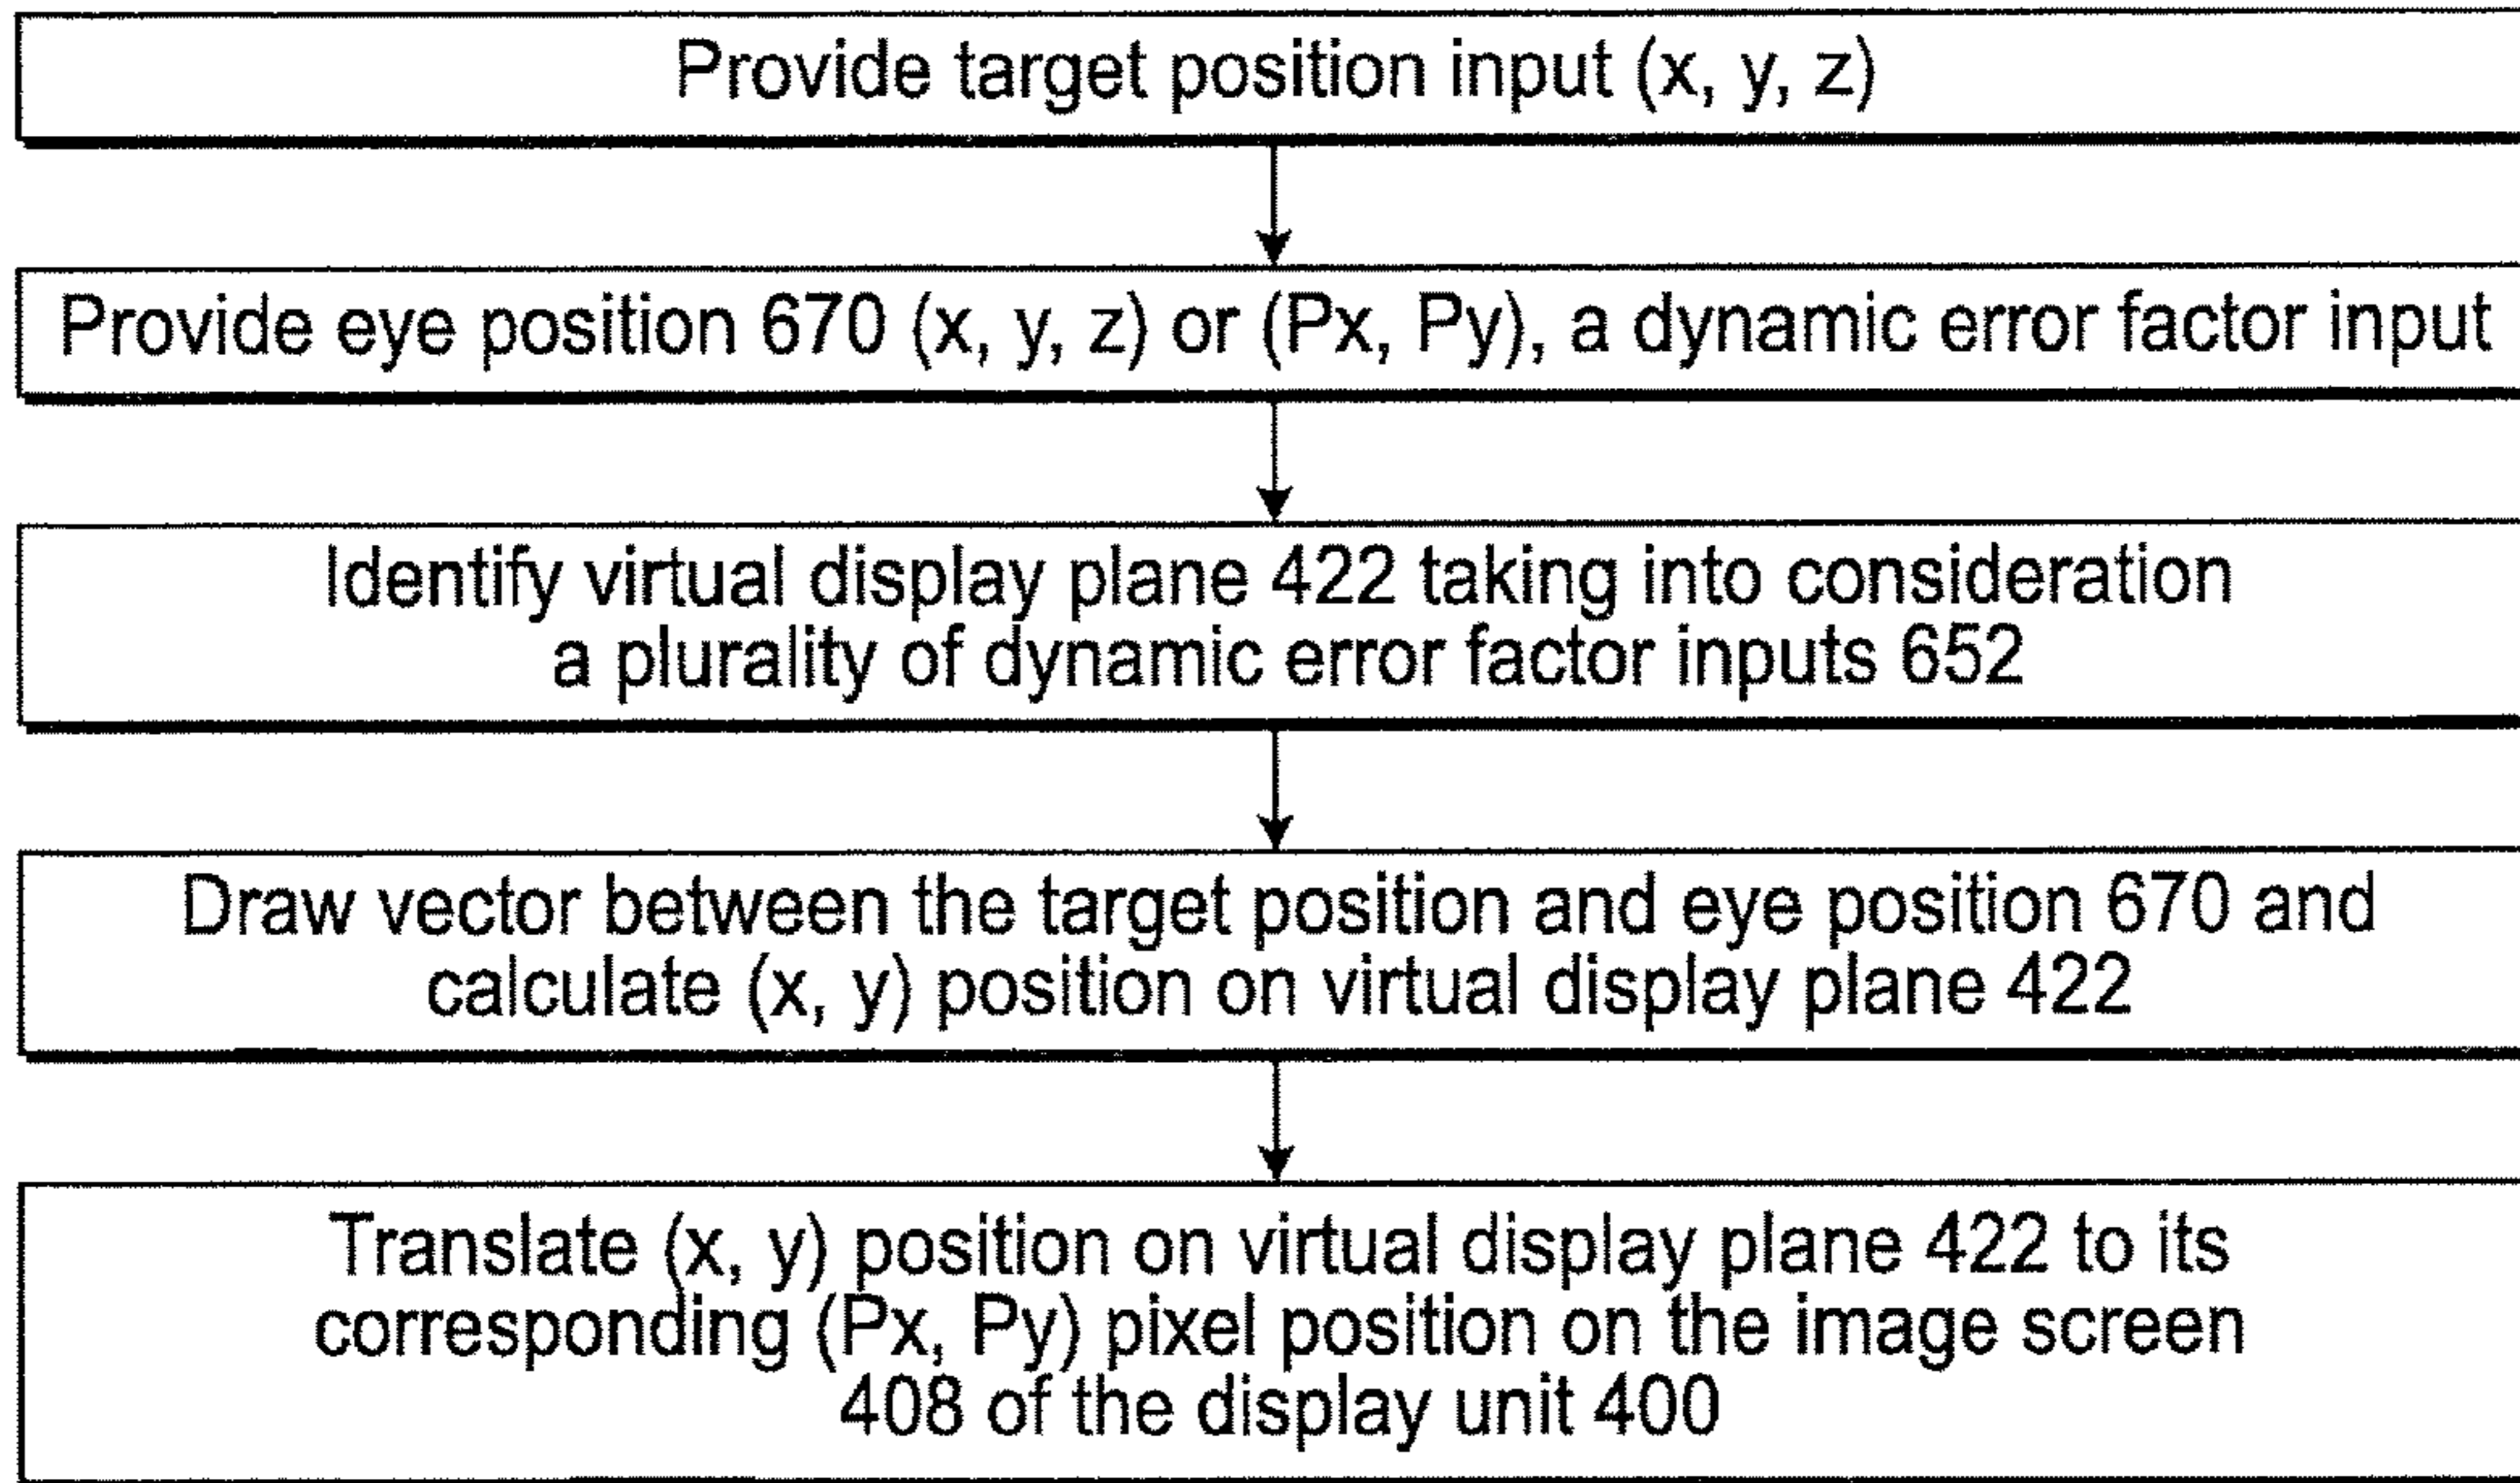 Provide target position input (x, y, z)
Provide eye position 670 (x, y, z) or (Px, Py), a dynamic error factor input
Identify virtual display plane 422 taking into consideration
a plurality of dynamic error factor inputs 652
Draw vector between the target position and eye position 670 and
calculate (x, y) position on virtual display plane 422
Translate (x, y) position on virtual display plane 422 to its
corresponding (Px, Py) pixel position on the image screen
408 of the display unit 400